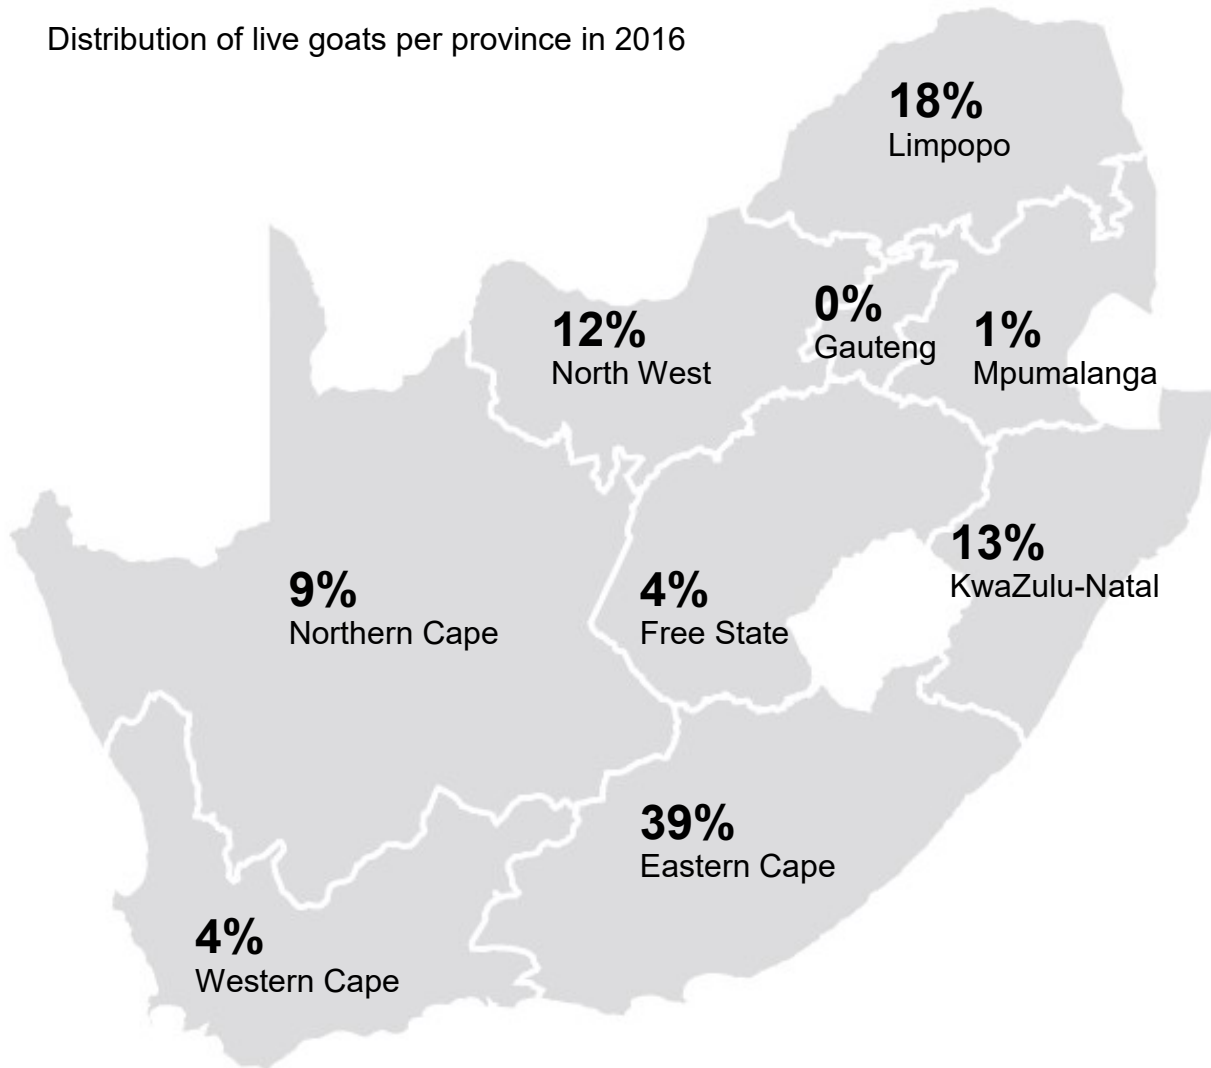 Distribution of live goats per province in 2016
18%
Limpopo
12%
North West
0%
Gauteng
1%
Mpumalanga
13%
KwaZulu-Natal
9%
Northern Cape
4%
Free State
39%
Eastern Cape
4%
Western Cape